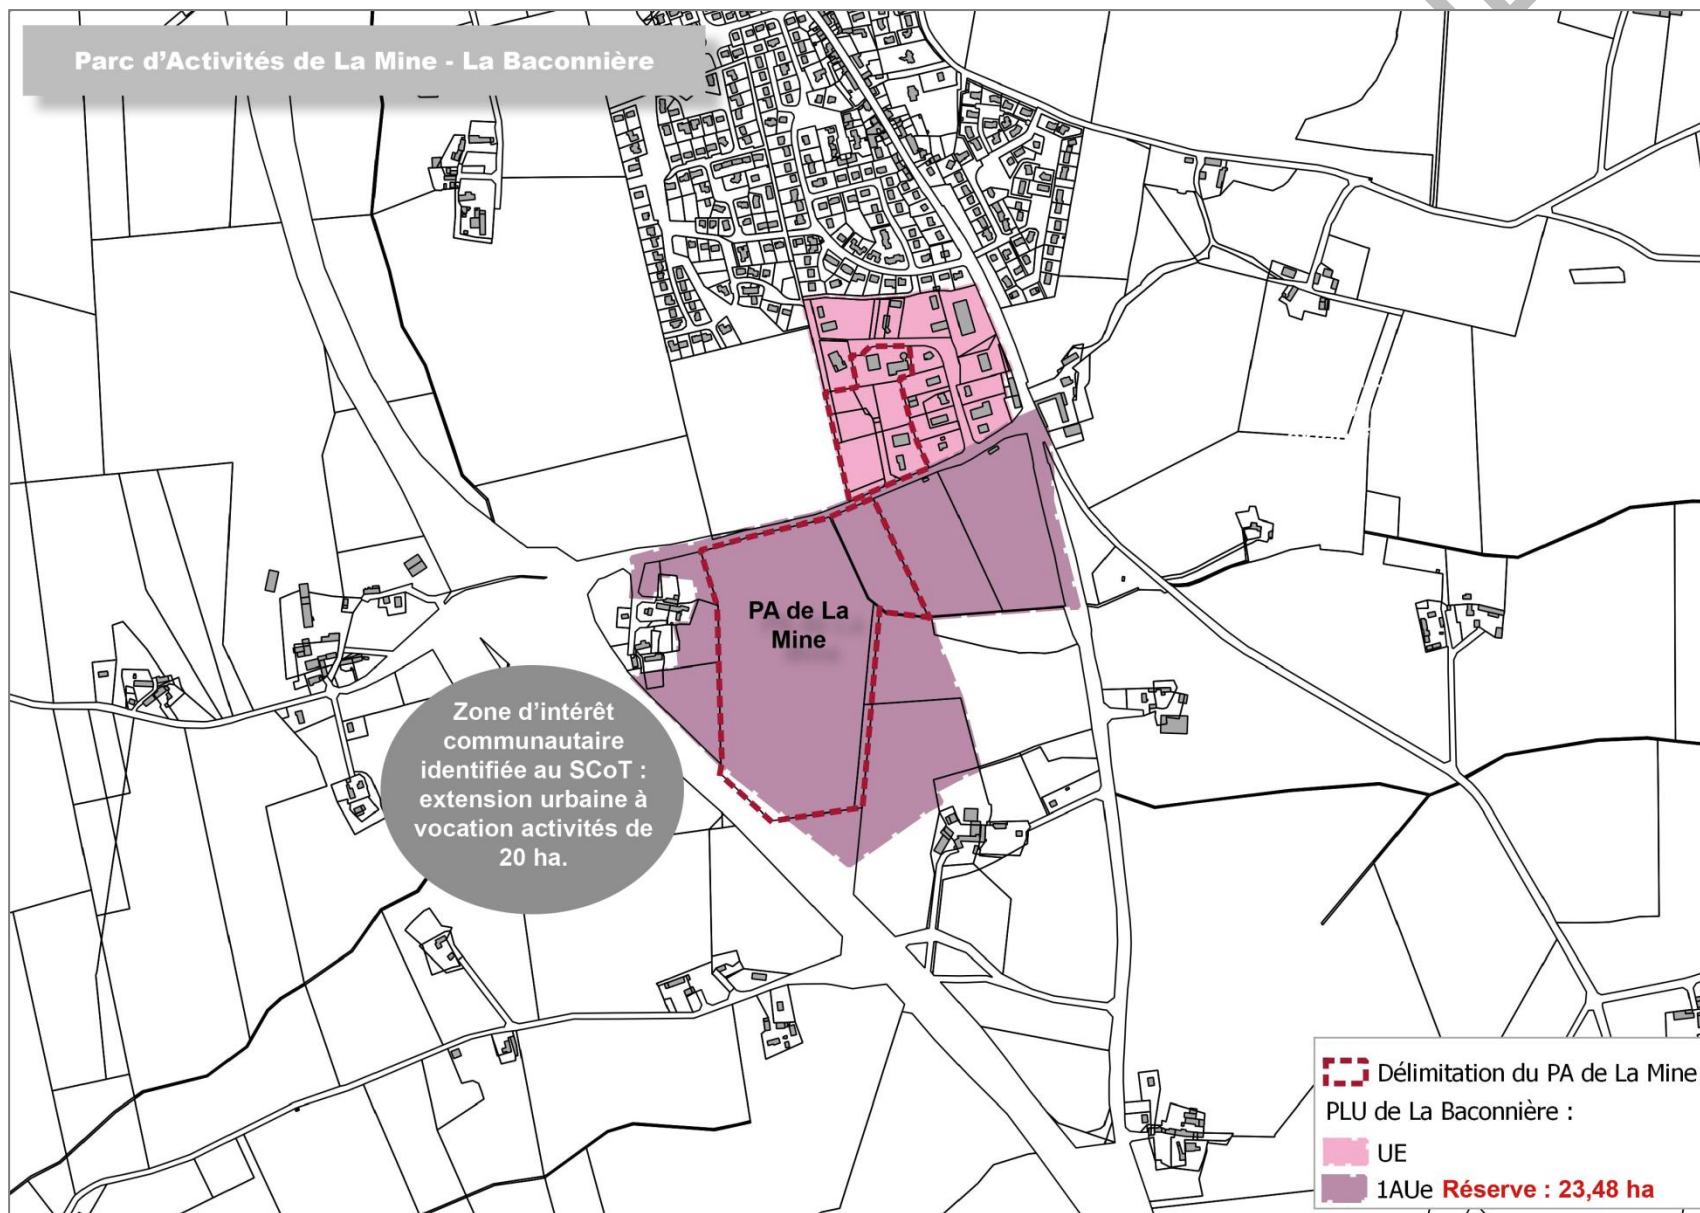 Parc d'Activités de La Mine - La Baconnière
PA de La
Mine
Zone d'intérêt
communautaire
identifiée au SCoT :
extension urbaine à
vocation activités de
20 ha.
Délimitation du PA de La Mine
PLU de La Baconnière :
UE
1AUe Réserve : 23,48 ha